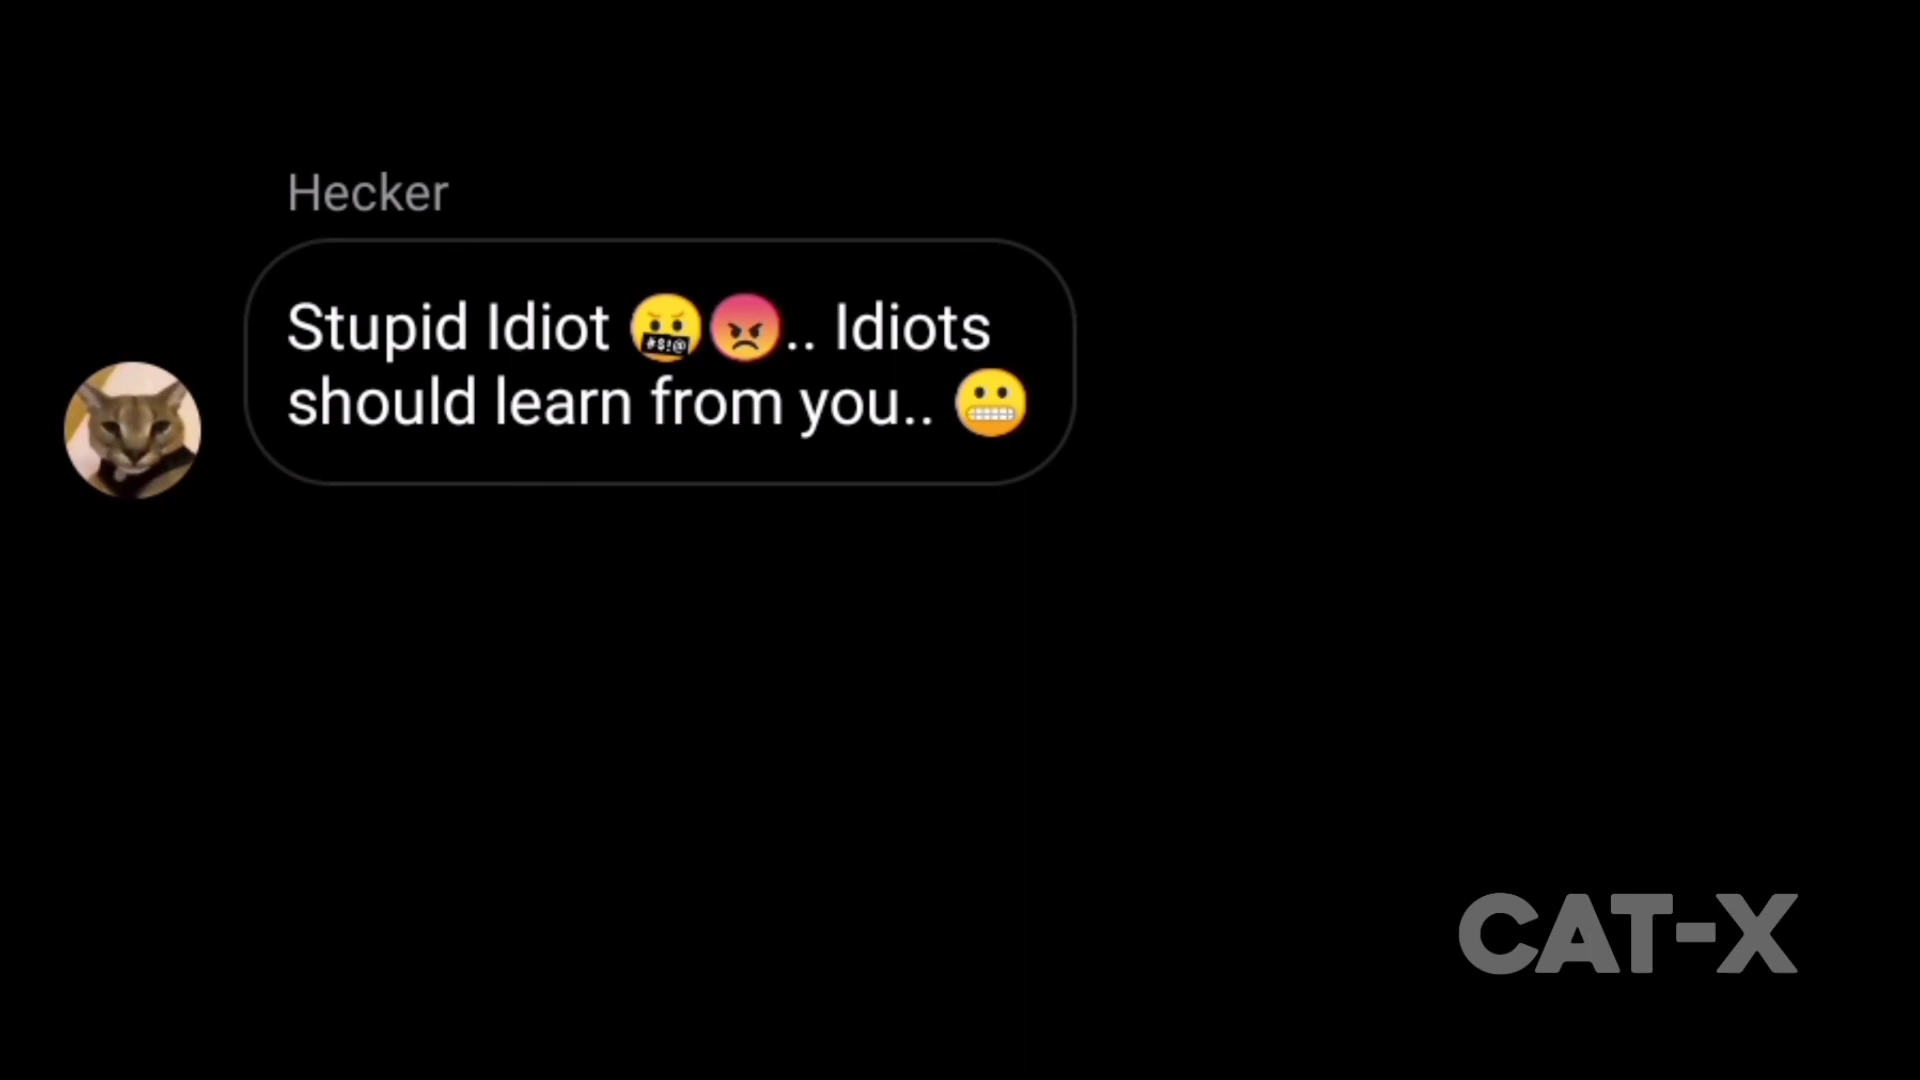 Hecker
Stupid Idiot 🤬😡.. Idiots
should learn from you.. 😬
CAT-X